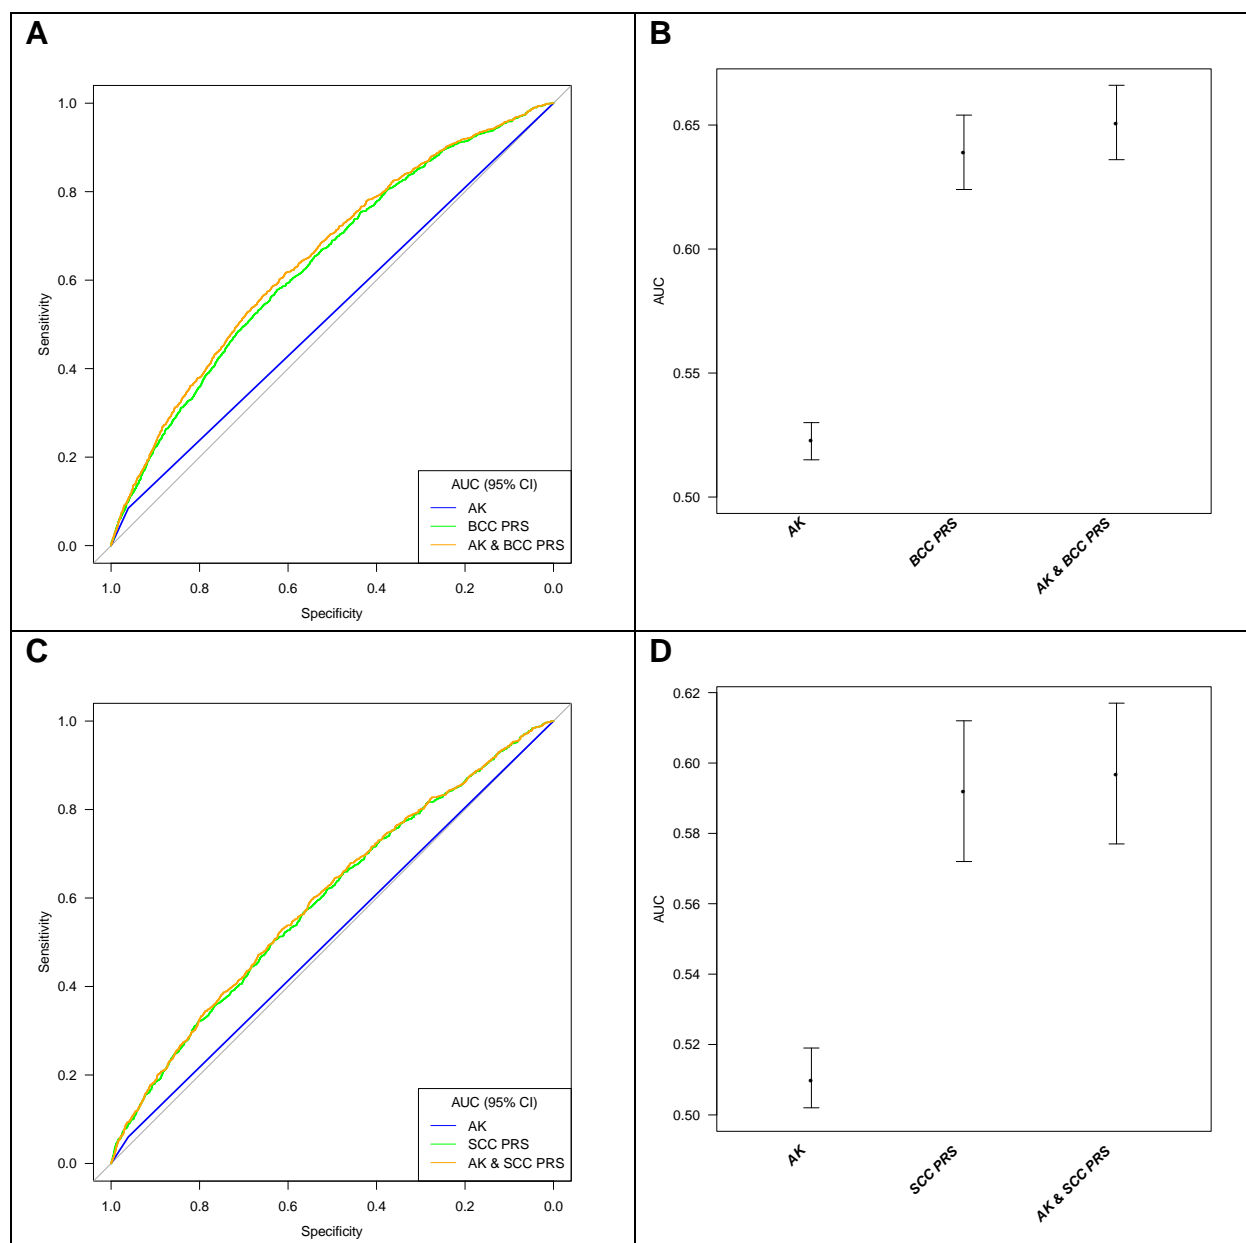 A
1.0
0.8
0.6
0.4
0.2
0.0
Sensitivity
1.0
0.8
0.6
0.4
0.2
0.0
Specificity
AUC (95% CI)
AK
BCC PRS
AK & BCC PRS
B
0.65
0.60
0.55
0.50
AUC
AK
BCC PRS
AK & BCC PRS
C
1.0
0.8
0.6
0.4
0.2
0.0
Sensitivity
1.0
0.8
0.6
0.4
0.2
0.0
Specificity
AUC (95% CI)
AK
SCC PRS
AK & SCC PRS
D
0.62
0.60
0.58
0.56
0.54
0.52
0.50
AUC
AK
SCC PRS
AK & SCC PRS